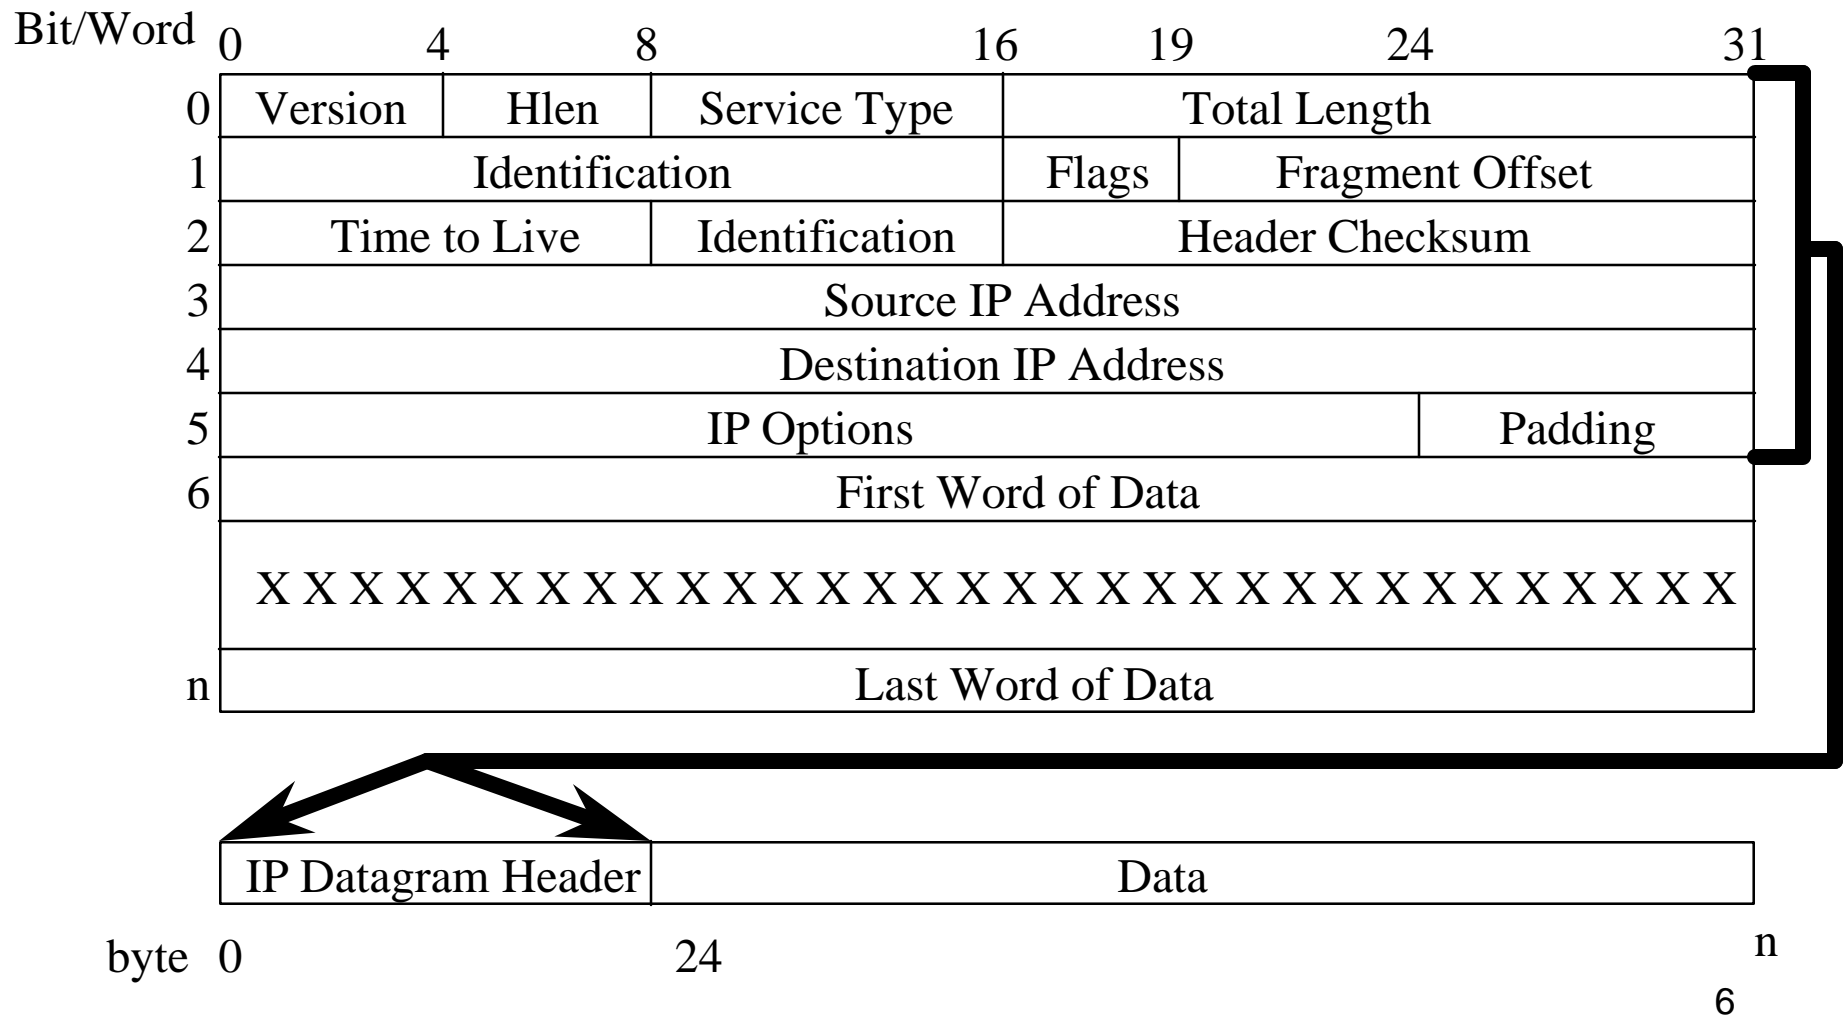 Bit/Word 0 4 8 16 19 24 31
0 Version Hlen Service Type Total Length
1 Identification Flags Fragment Offset
2 Time to Live Identification Header Checksum
3 Source IP Address
4 Destination IP Address
5 IP Options Padding
6 First Word of Data
X X X X X X X X X X X X X X X X X X X X X X X X X X X X X X X X
n Last Word of Data
IP Datagram Header Data
byte 0 24 n
6